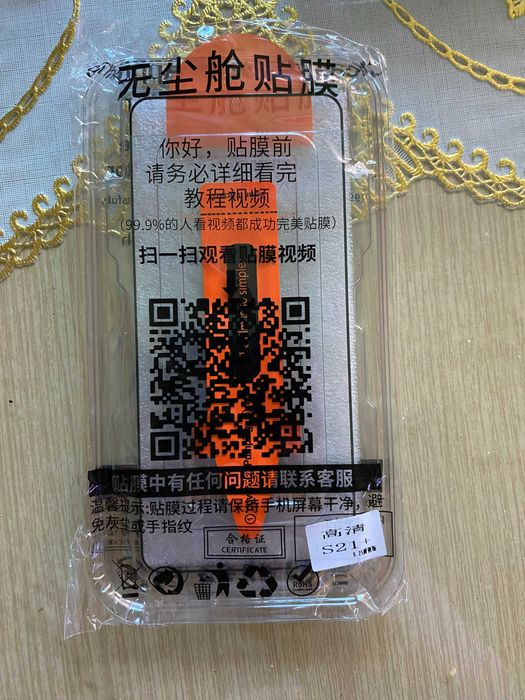 无尘舱贴膜
你好，贴膜前
请务必详细看完
教程视频
（99.9%的人看视频都成功完美贴膜）
扫一扫观看贴膜视频
simple
贴膜中有任何问题请联系客服
温馨提示:贴膜过程请保持手机屏幕干净，避
免灰尘或手指纹
合格证
CERTIFICATE
高清
S21+
RoHS